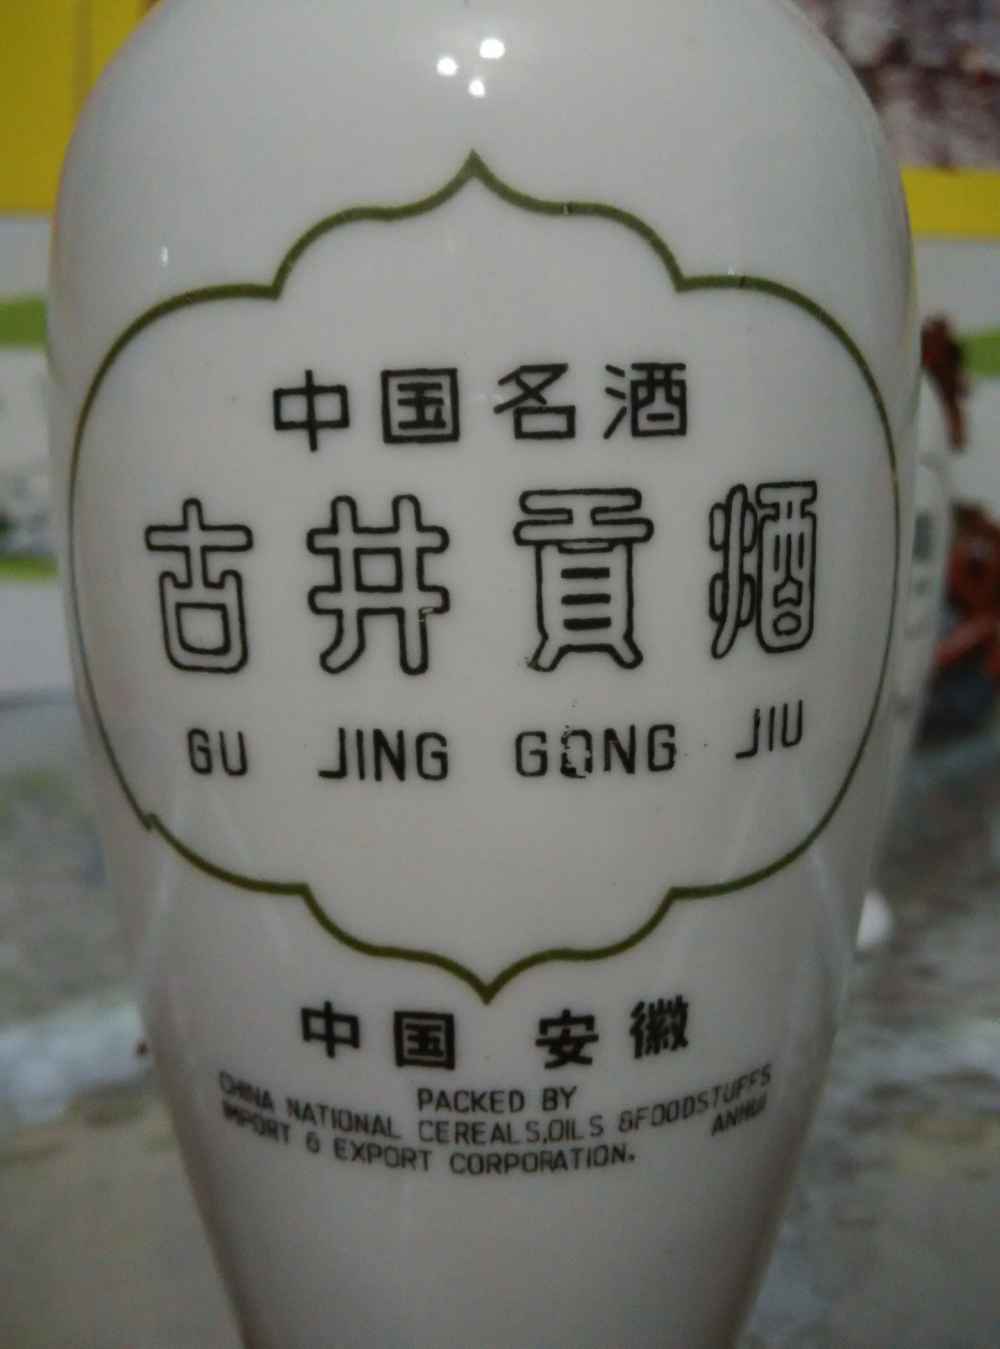 中国名酒
古井貢酒
GU JING GONG JIU
中国 安徽
PACKED BY
CHINA NATIONAL CEREALS,OILS &FOODSTUFFS
IMPORT & EXPORT CORPORATION. ANHUI